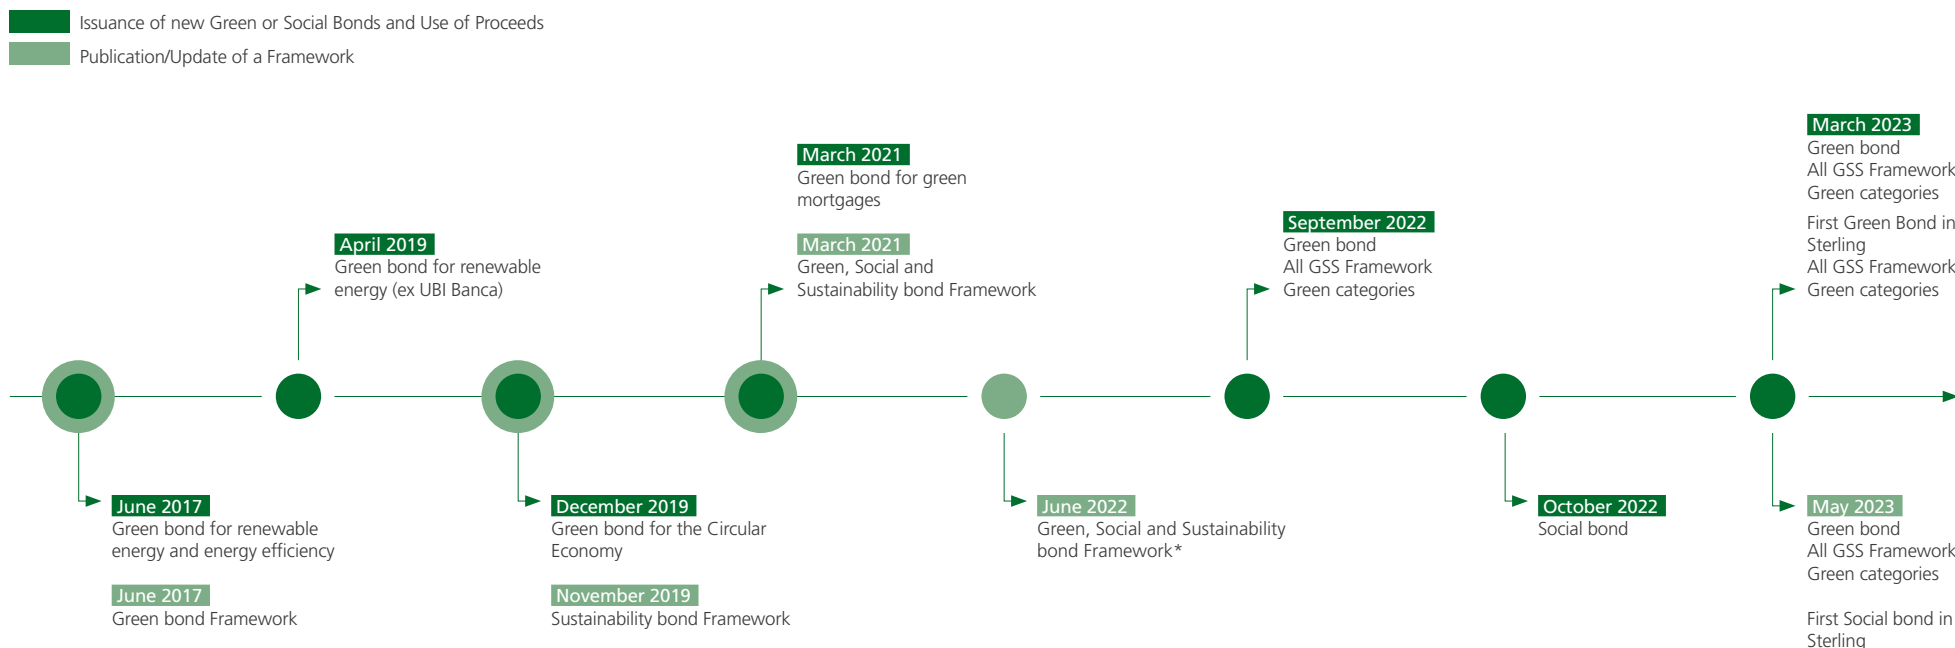 Issuance of new Green or Social Bonds and Use of Proceeds
Publication/Update of a Framework
June 2017
Green bond for renewable
energy and energy efficiency
June 2017
Green bond Framework
April 2019
Green bond for renewable
energy (ex UBI Banca)
December 2019
Green bond for the Circular
Economy
November 2019
Sustainability bond Framework
March 2021
Green bond for green
mortgages
March 2021
Green, Social and
Sustainability bond Framework
June 2022
Green, Social and Sustainability
bond Framework*
September 2022
Green bond
All GSS Framework
Green categories
October 2022
Social bond
March 2023
Green bond
All GSS Framework
Green categories
First Green Bond in
Sterling
All GSS Framework
Green categories
May 2023
Green bond
All GSS Framework
Green categories
First Social bond in
Sterling